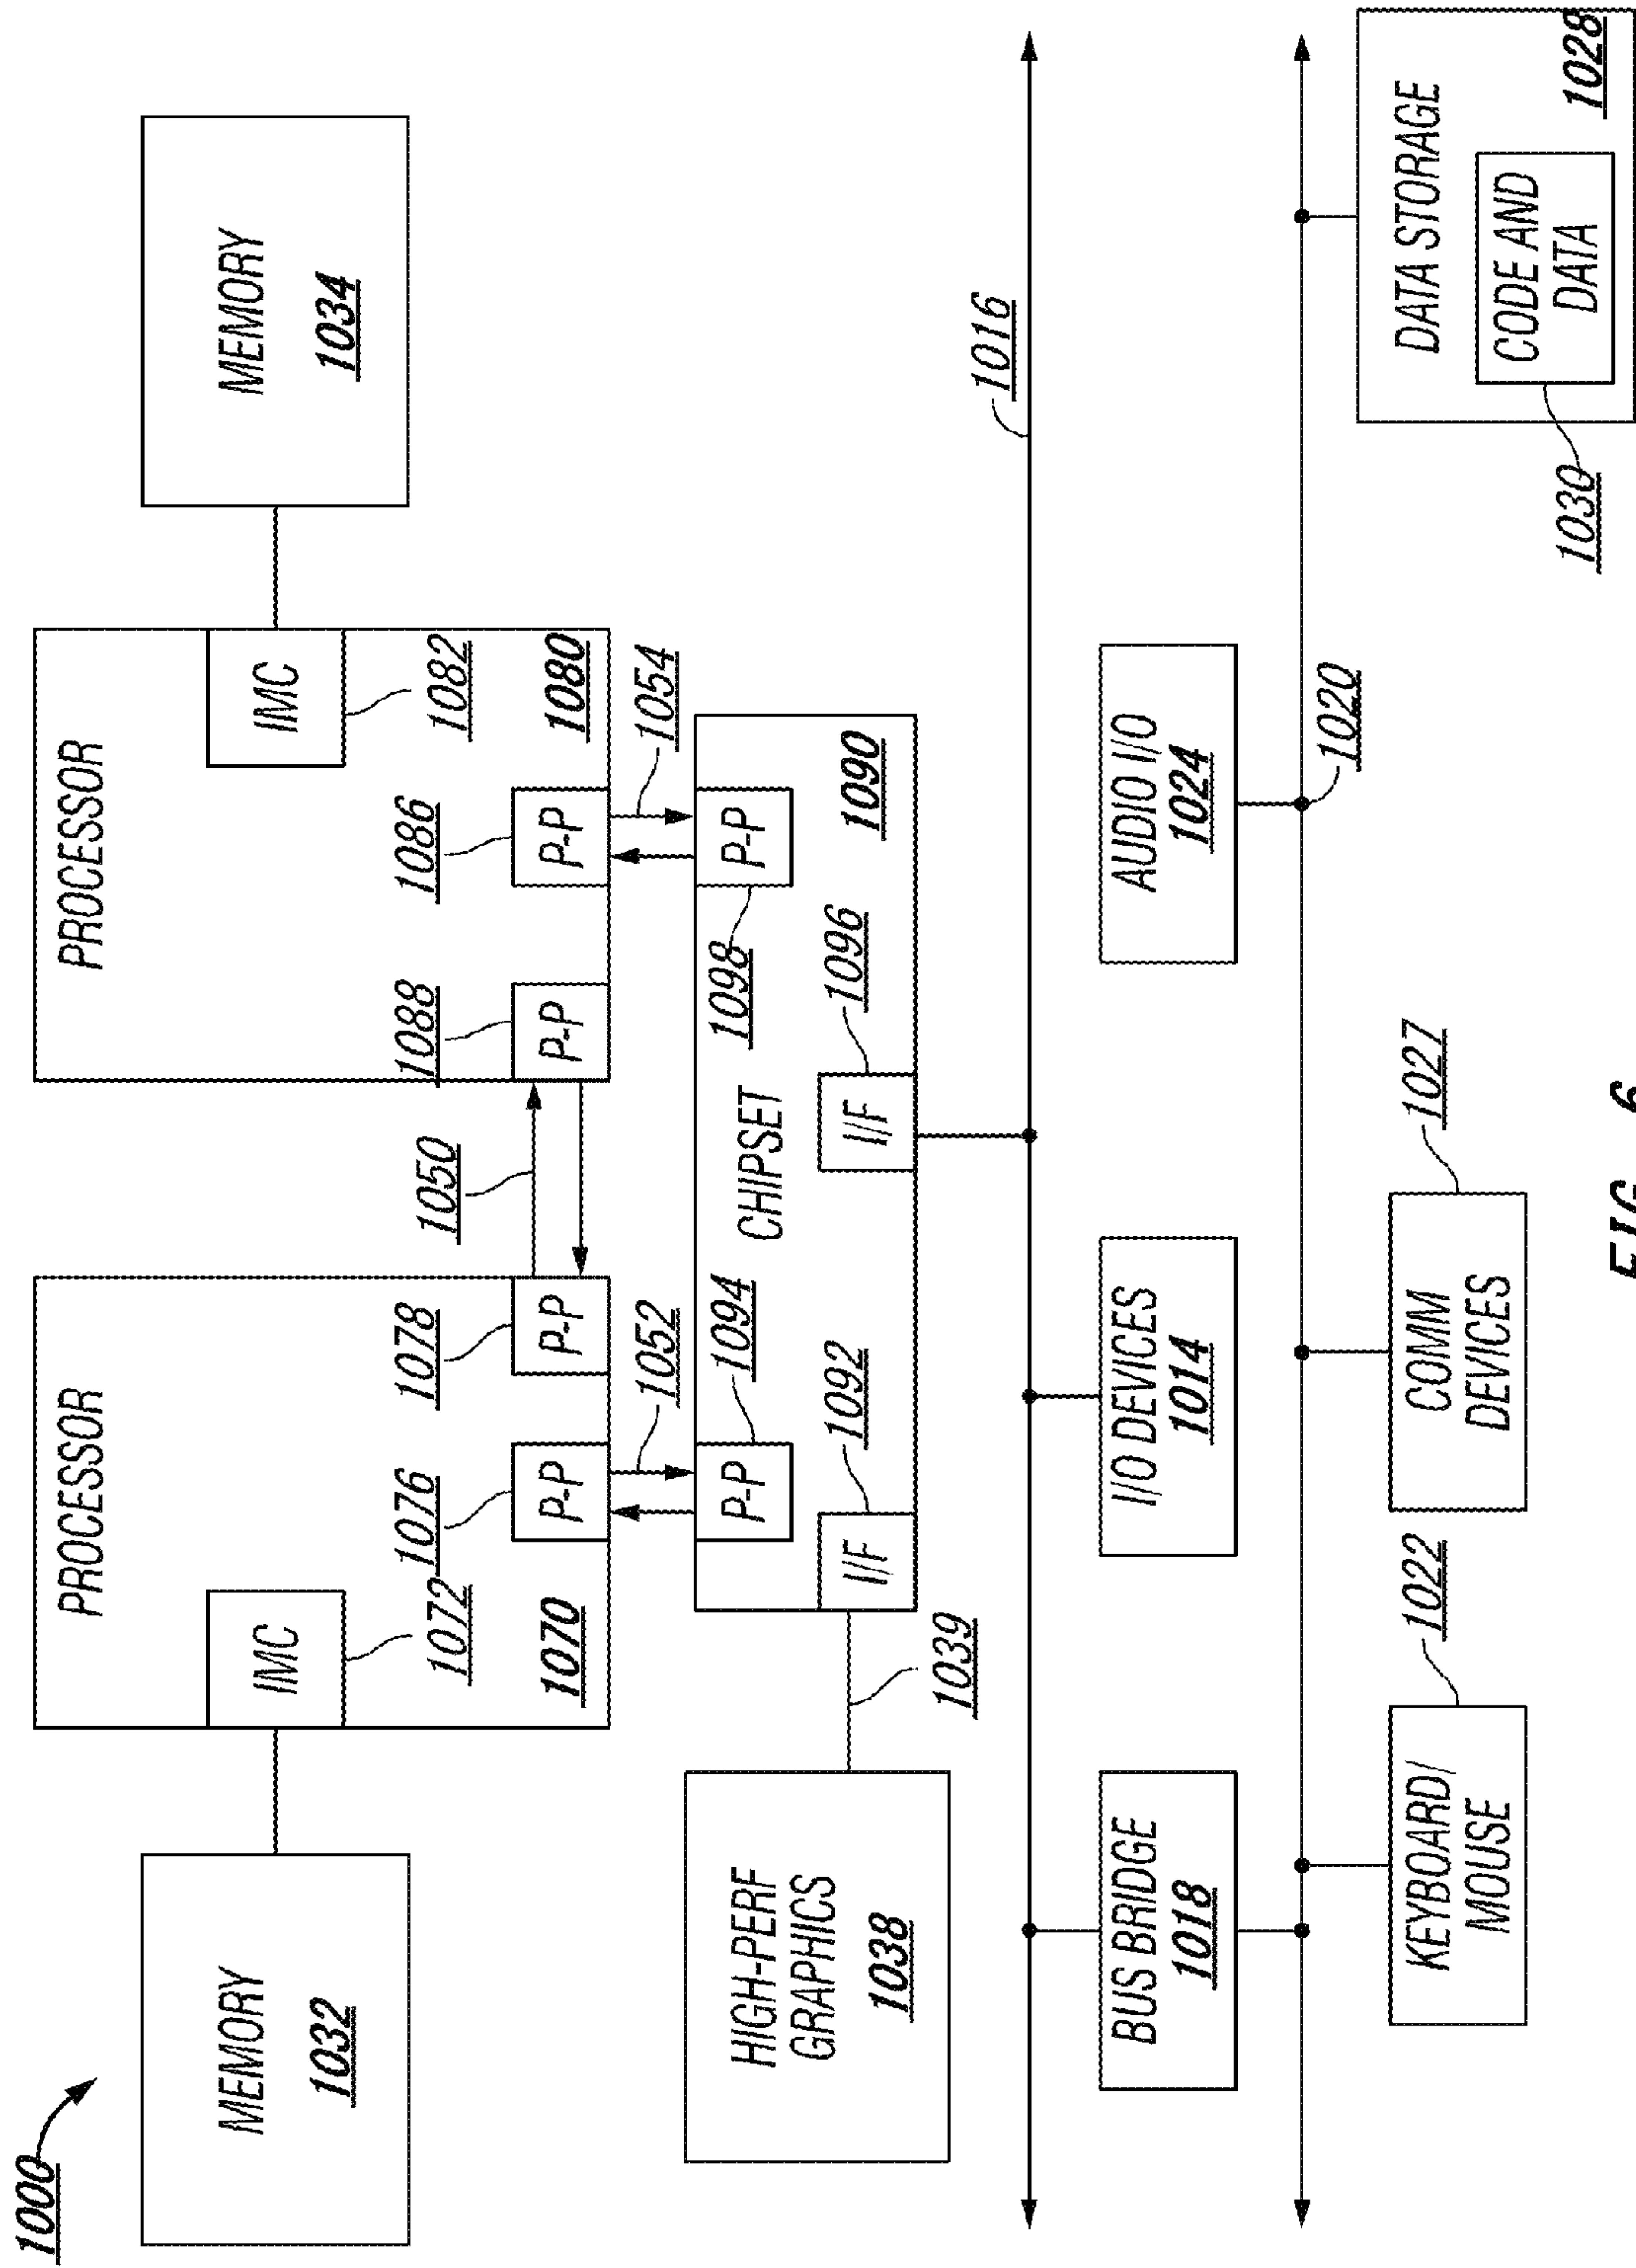 1000
MEMORY
1032
PROCESSOR
IMC
1072
1070
1076
P-P
1078
P-P
1050
PROCESSOR
1088
P-P
1086
P-P
IMC
1082
1080
MEMORY
1034
1052
1054
HIGH-PERF
GRAPHICS
1038
1039
P-P
1094
CHIPSET
P-P
1098
1090
I/F
1092
I/F
1096
1016
BUS BRIDGE
1018
I/O DEVICES
1014
AUDIO I/O
1024
1020
KEYBOARD/
MOUSE
1022
COMM
DEVICES
1027
DATA STORAGE
1028
CODE AND
DATA
1030
FIG. 6